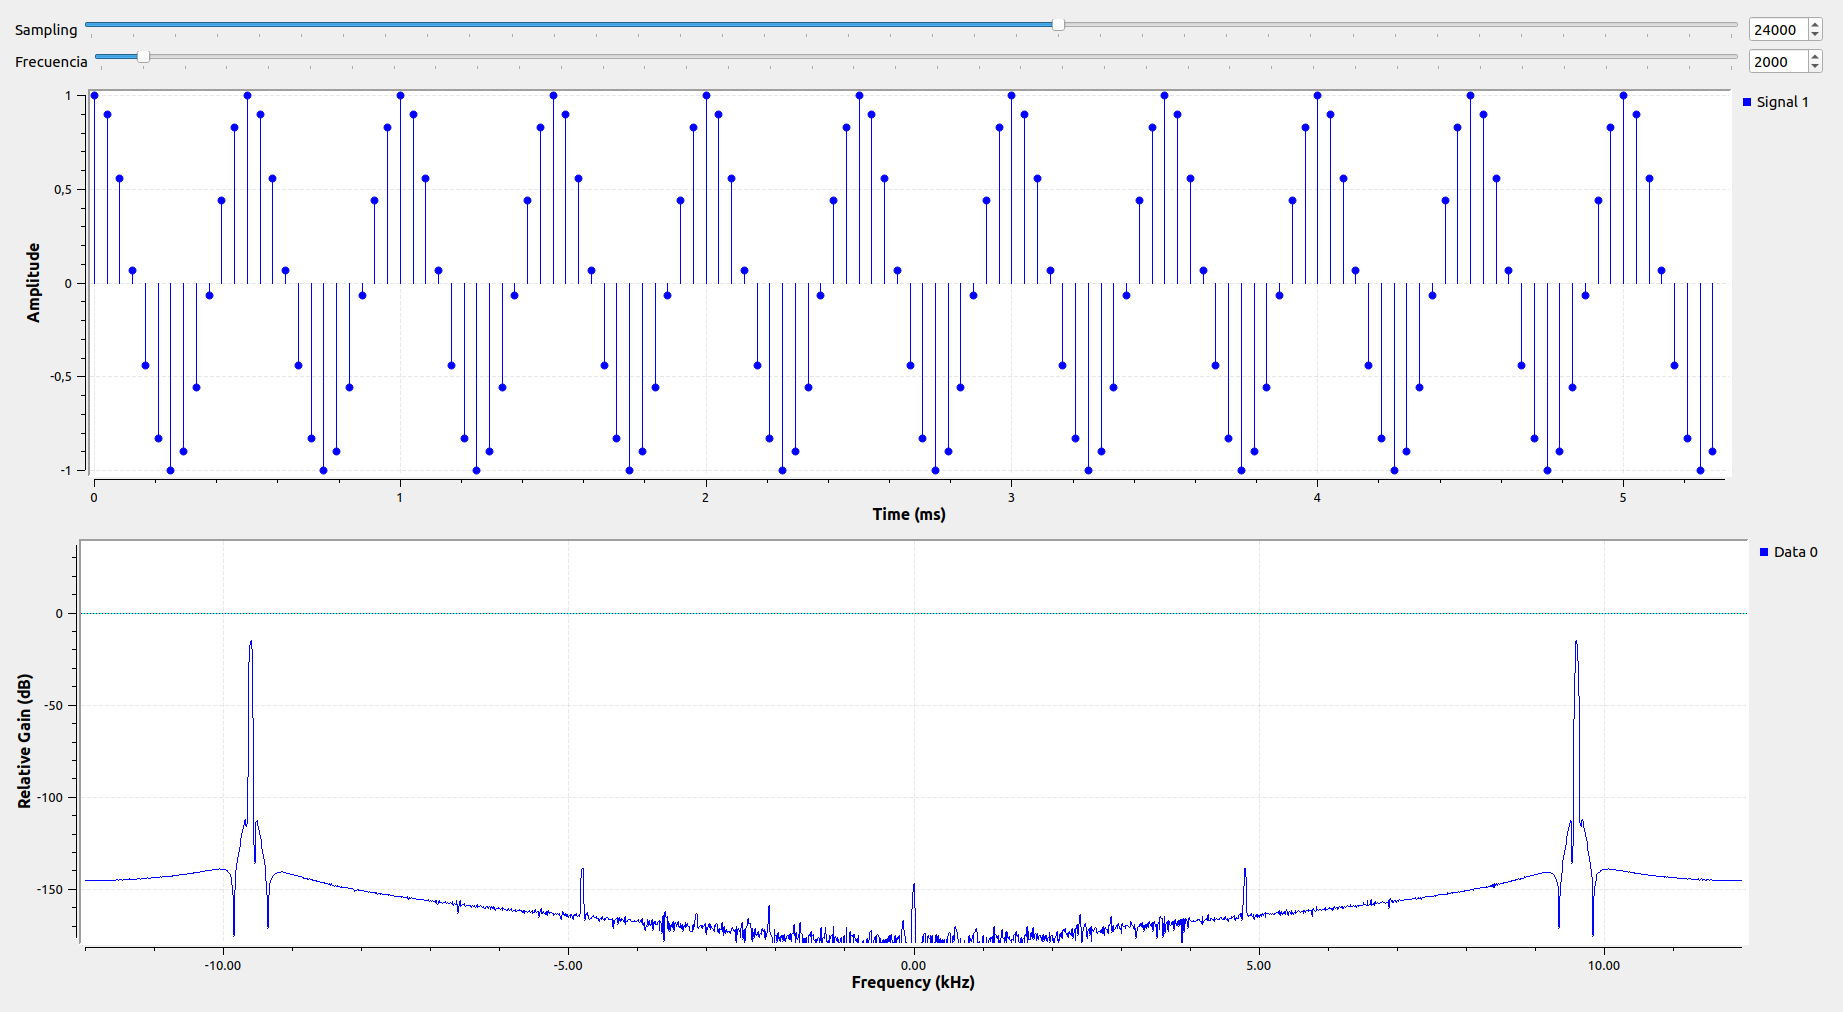 Sampling 24000
Frecuencia 2000
Signal 1
1
0,5
0
-0,5
-1
Amplitude
0 1 2 3 4 5
Time (ms)
Data 0
0
-50
-100
-150
Relative Gain (dB)
-10.00 -5.00 0.00 5.00 10.00
Frequency (kHz)